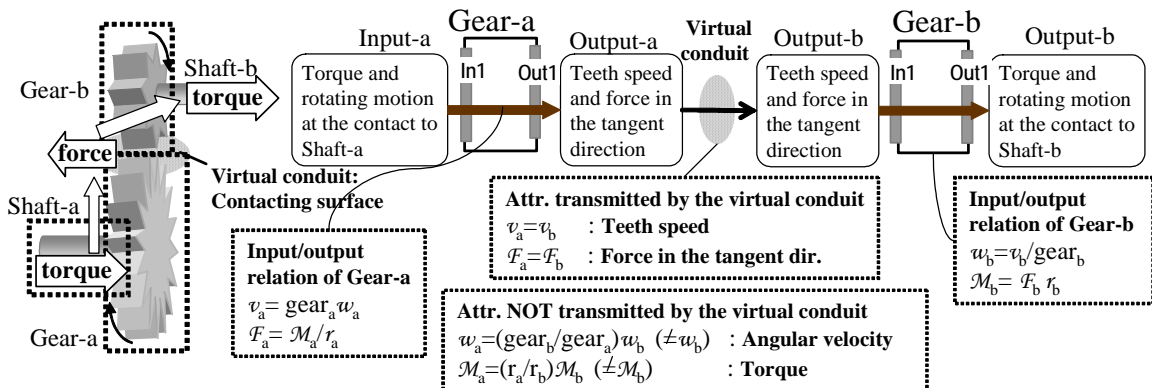 Gear-b
Shaft-b
torque
force
Virtual conduit:
Contacting surface
Shaft-a
torque
Gear-a
Input-a
Torque and
rotating motion
at the contact to
Shaft-a
Gear-a
In1
Out1
Output-a
Teeth speed
and force in
the tangent
direction
Virtual
conduit
Output-b
Teeth speed
and force in
the tangent
direction
Gear-b
In1
Out1
Output-b
Torque and
rotating motion
at the contact to
Shaft-b
Input/output
relation of Gear-a
v_a= gear_a w_a
F_a= M_a/r_a
Attr. transmitted by the virtual conduit
v_a=v_b : Teeth speed
F_a=F_b : Force in the tangent dir.
Attr. NOT transmitted by the virtual conduit
w_a=(gear_b/gear_a)w_b (≠w_b) : Angular velocity
M_a=(r_a/r_b)M_b (≠M_b) : Torque
Input/output
relation of Gear-b
w_b=v_b/gear_b
M_b= F_b r_b